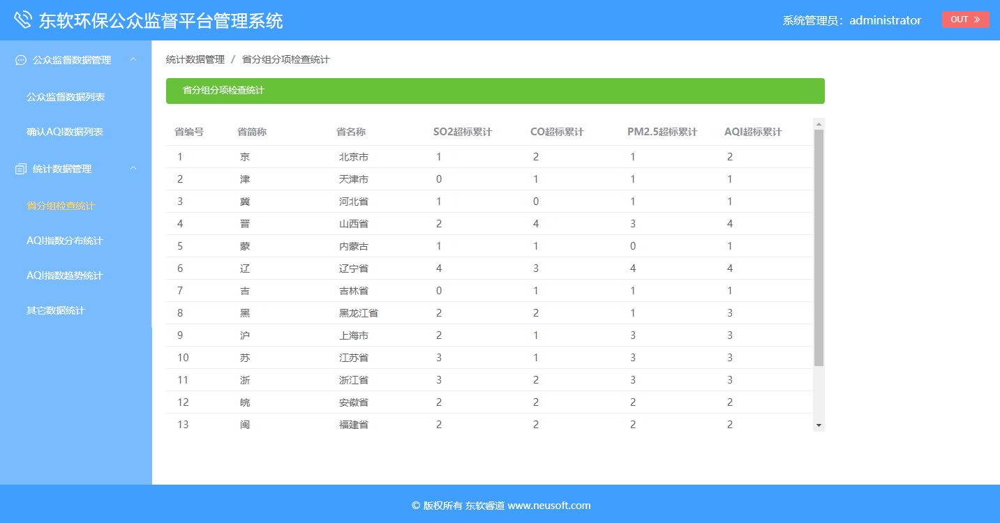 东软环保公众监督平台管理系统
系统管理员：administrator
OUT
公众监督数据管理
公众监督数据列表
确认AQI数据列表
统计数据管理
省分组检查统计
AQI指数分布统计
AQI指数趋势统计
其它数据统计
统计数据管理 / 省分组分项检查统计
省分组分项检查统计
省编号 省简称 省名称 SO2超标累计 CO超标累计 PM2.5超标累计 AQI超标累计
1 京 北京市 1 2 1 2
2 津 天津市 0 1 1 1
3 冀 河北省 1 0 1 1
4 晋 山西省 2 4 3 4
5 蒙 内蒙古 1 1 0 1
6 辽 辽宁省 4 3 4 4
7 吉 吉林省 0 1 1 1
8 黑 黑龙江省 2 2 1 3
9 沪 上海市 2 1 3 3
10 苏 江苏省 3 1 3 3
11 浙 浙江省 3 2 3 3
12 皖 安徽省 2 2 2 2
13 闽 福建省 2 2 2 2
© 版权所有 东软睿道 www.neusoft.com